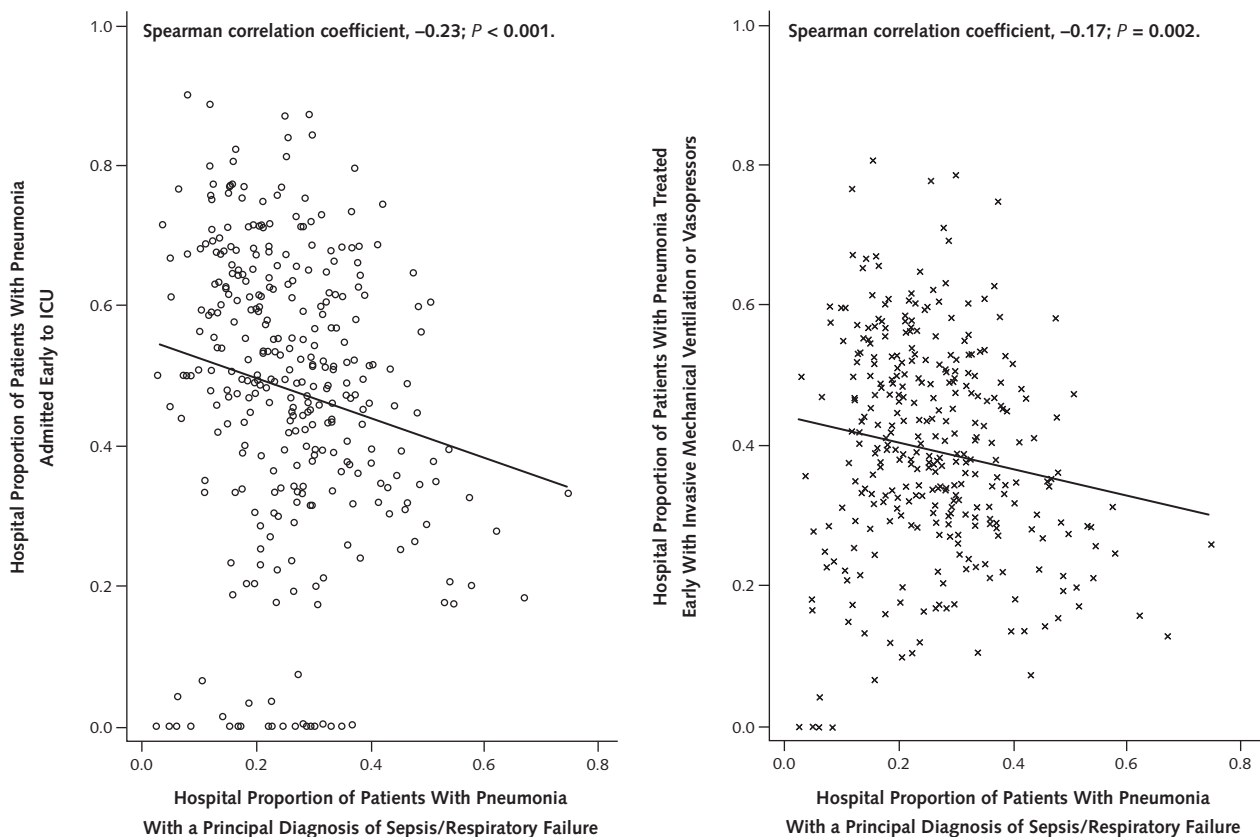 Spearman correlation coefficient, –0.23; P < 0.001.
1.0
0.8
0.6
0.4
0.2
0.0
Hospital Proportion of Patients With Pneumonia
Admitted Early to ICU
0.0 0.2 0.4 0.6 0.8
Hospital Proportion of Patients With Pneumonia
With a Principal Diagnosis of Sepsis/Respiratory Failure
Spearman correlation coefficient, –0.17; P = 0.002.
1.0
0.8
0.6
0.4
0.2
0.0
Hospital Proportion of Patients With Pneumonia Treated
Early With Invasive Mechanical Ventilation or Vasopressors
0.0 0.2 0.4 0.6 0.8
Hospital Proportion of Patients With Pneumonia
With a Principal Diagnosis of Sepsis/Respiratory Failure